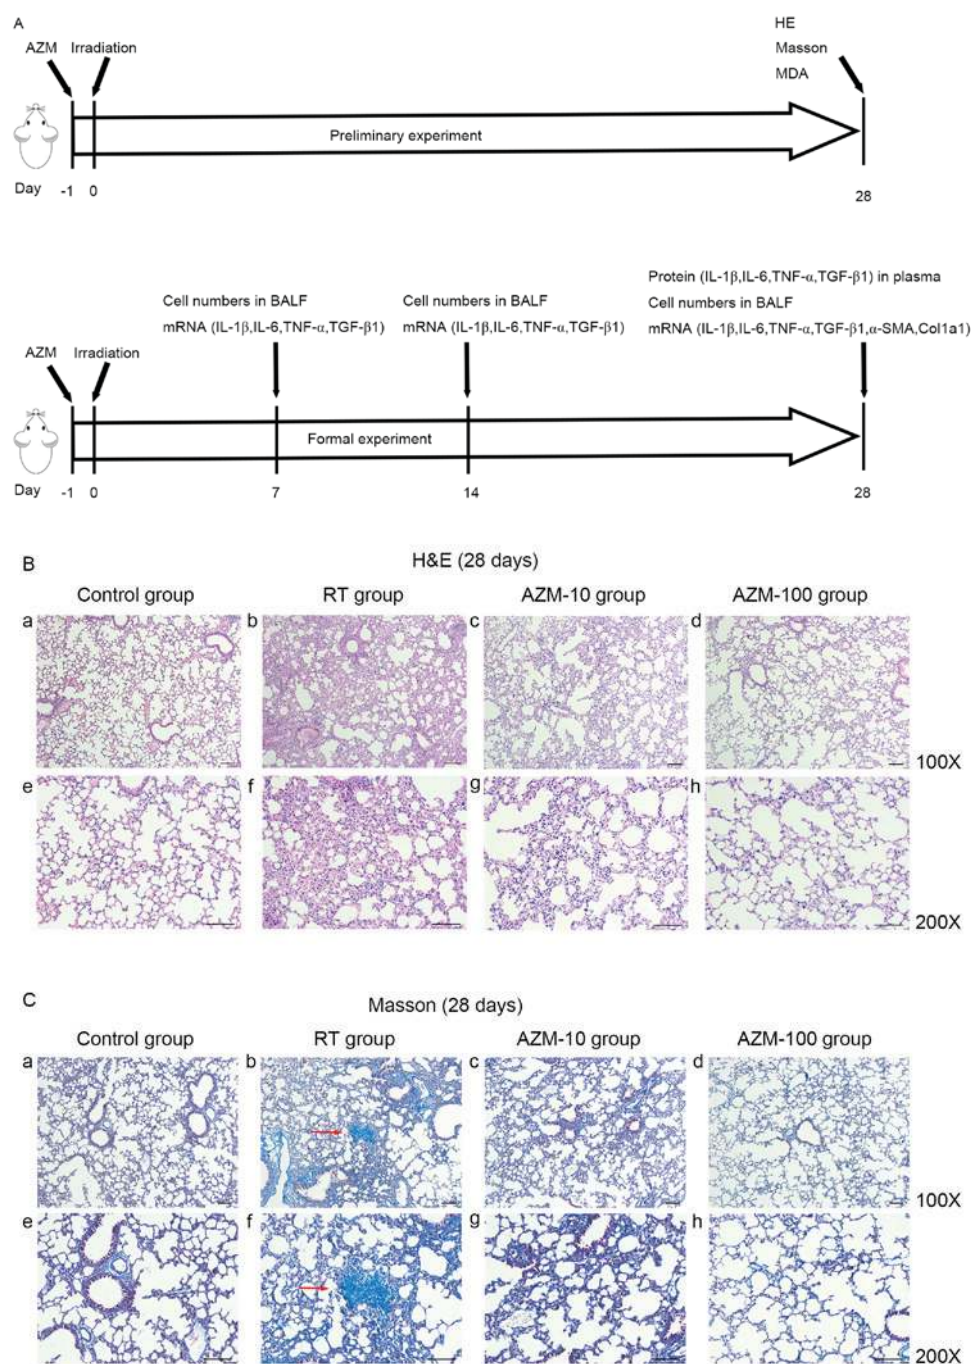 A
AZM Irradiation
HE
Masson
MDA
Preliminary experiment
Day -1 0 28
Protein (IL-1β,IL-6,TNF-α,TGF-β1) in plasma
Cell numbers in BALF Cell numbers in BALF Cell numbers in BALF
mRNA (IL-1β,IL-6,TNF-α,TGF-β1) mRNA (IL-1β,IL-6,TNF-α,TGF-β1) mRNA (IL-1β,IL-6,TNF-α,TGF-β1,α-SMA,Col1a1)
AZM Irradiation
Formal experiment
Day -1 0 7 14 28
B
H&E (28 days)
Control group RT group AZM-10 group AZM-100 group
a b c d
100X
e f g h
200X
C
Masson (28 days)
Control group RT group AZM-10 group AZM-100 group
a b c d
100X
e f g h
200X